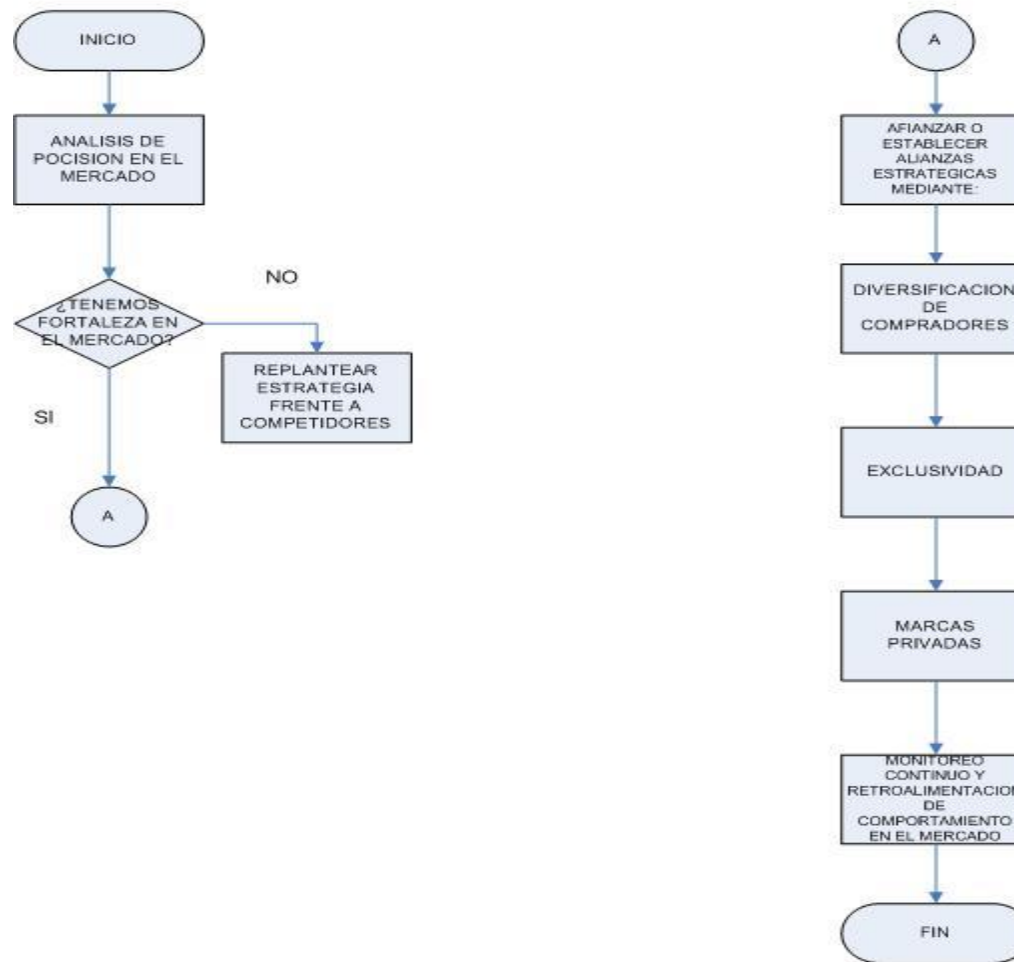 INICIO
ANALISIS DE
POCISION EN EL
MERCADO
¿TENEMOS
FORTALEZA EN
EL MERCADO?
NO
REPLANTEAR
ESTRATEGIA
FRENTE A
COMPETIDORES
SI
A
A
AFIANZAR O
ESTABLECER
ALIANZAS
ESTRATEGICAS
MEDIANTE:
DIVERSIFICACION
DE
COMPRADORES
EXCLUSIVIDAD
MARCAS
PRIVADAS
MONITOREO
CONTINUO Y
RETROALIMENTACION
DE
COMPORTAMIENTO
EN EL MERCADO
FIN